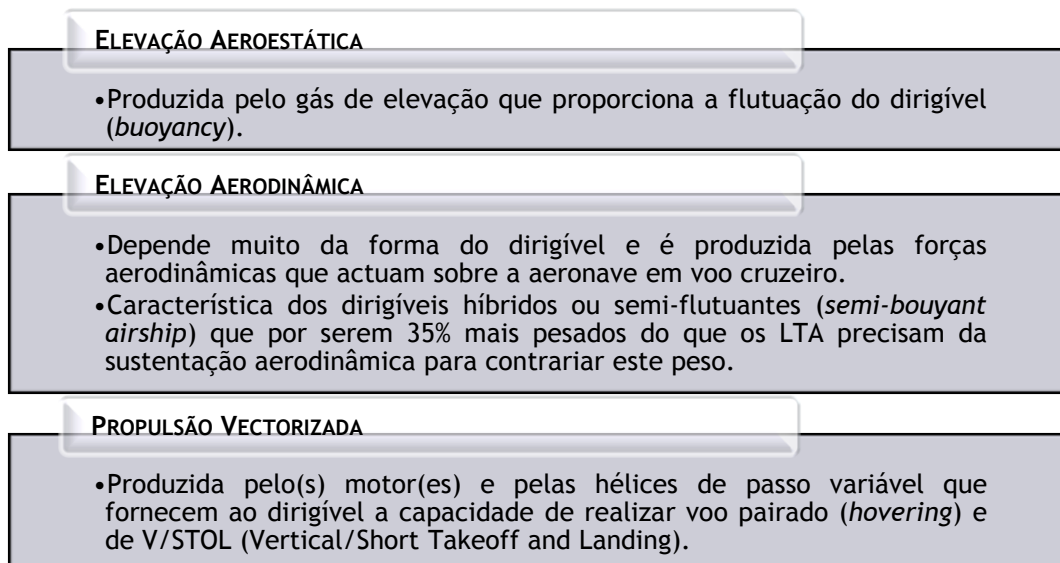 ELEVAÇÃO AEROESTÁTICA
•Produzida pelo gás de elevação que proporciona a flutuação do dirigível
(buoyancy).
ELEVAÇÃO AERODINÂMICA
•Depende muito da forma do dirigível e é produzida pelas forças
aerodinâmicas que actuam sobre a aeronave em voo cruzeiro.
•Característica dos dirigíveis híbridos ou semi-flutuantes (semi-bouyant
airship) que por serem 35% mais pesados do que os LTA precisam da
sustentação aerodinâmica para contrariar este peso.
PROPULSÃO VECTORIZADA
•Produzida pelo(s) motor(es) e pelas hélices de passo variável que
fornecem ao dirigível a capacidade de realizar voo pairado (hovering) e
de V/STOL (Vertical/Short Takeoff and Landing).